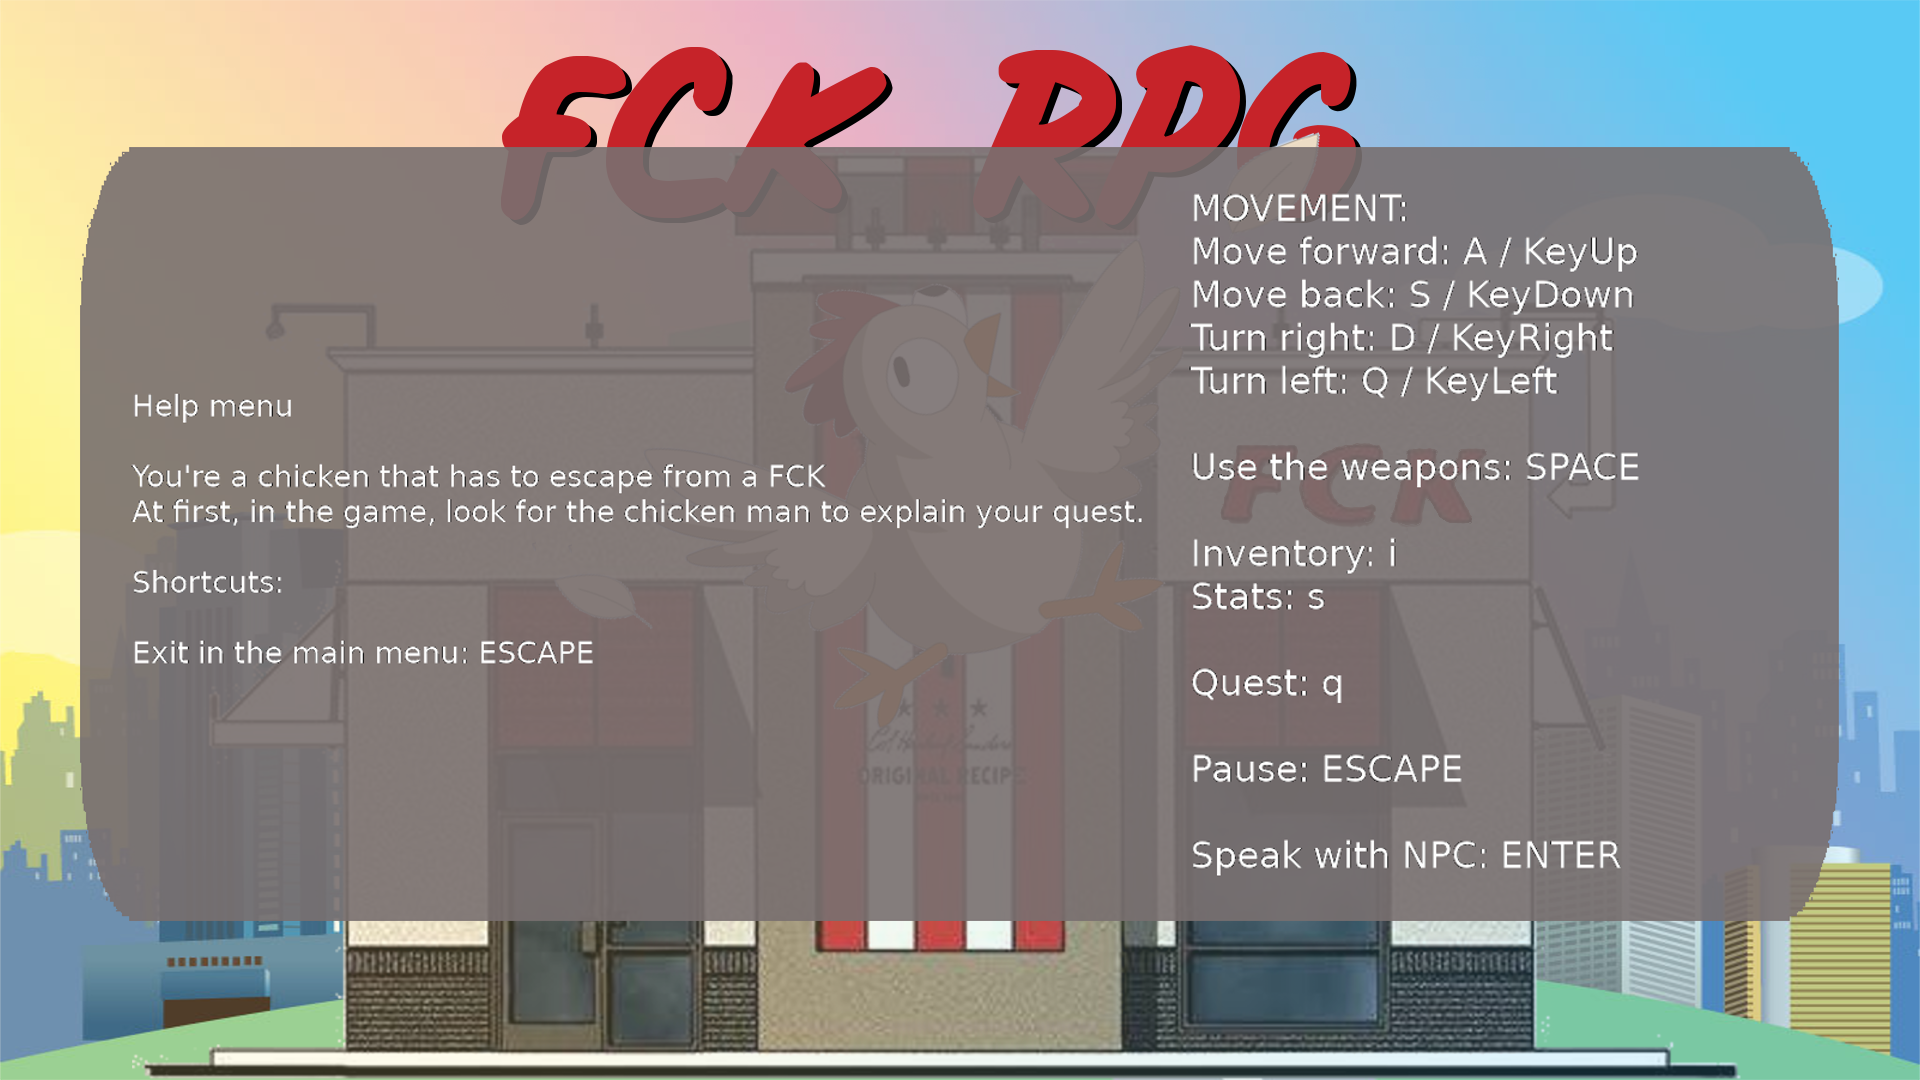 FCK RPG
Help menu
You're a chicken that has to escape from a FCK
At first, in the game, look for the chicken man to explain your quest.
Shortcuts:
Exit in the main menu: ESCAPE
MOVEMENT:
Move forward: A / KeyUp
Move back: S / KeyDown
Turn right: D / KeyRight
Turn left: Q / KeyLeft
Use the weapons: SPACE
Inventory: i
Stats: s
Quest: q
Pause: ESCAPE
Speak with NPC: ENTER
FCK
ORIGINAL RECIPE